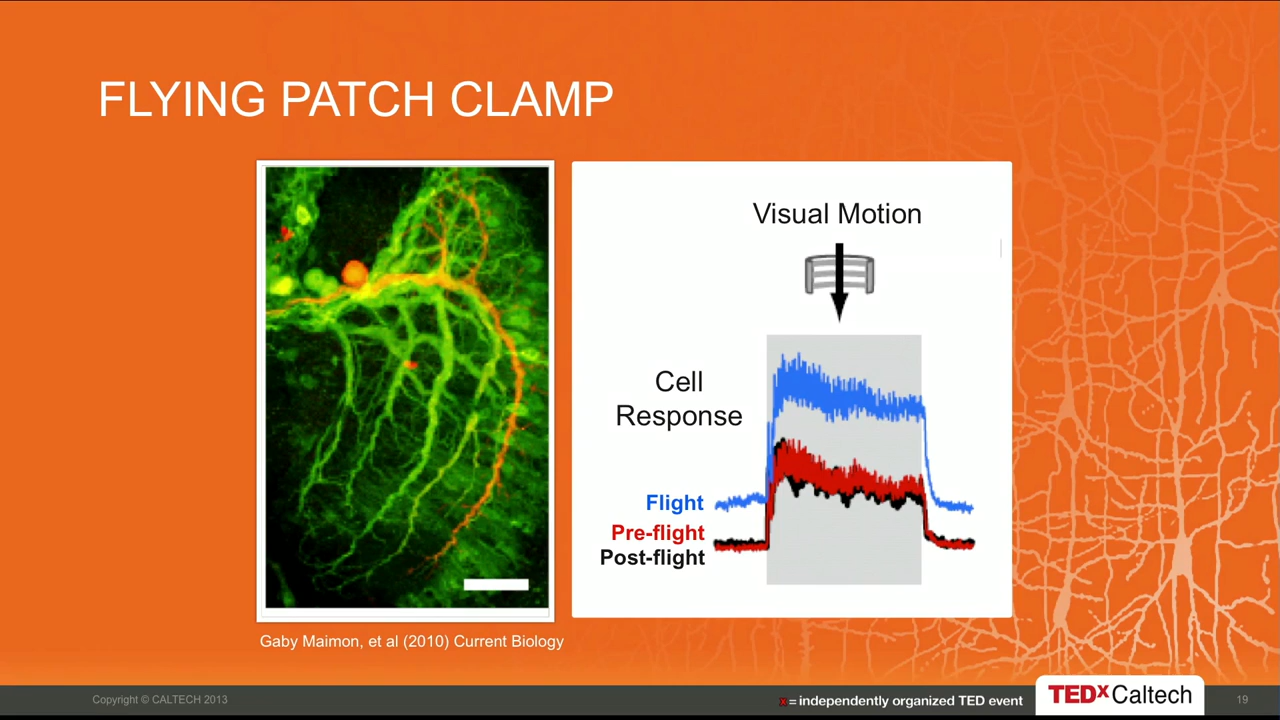 FLYING PATCH CLAMP
Visual Motion
Cell
Response
Flight
Pre-flight
Post-flight
Gaby Maimon, et al (2010) Current Biology
Copyright © CALTECH 2013
x = independently organized TED event
TEDxCaltech
19